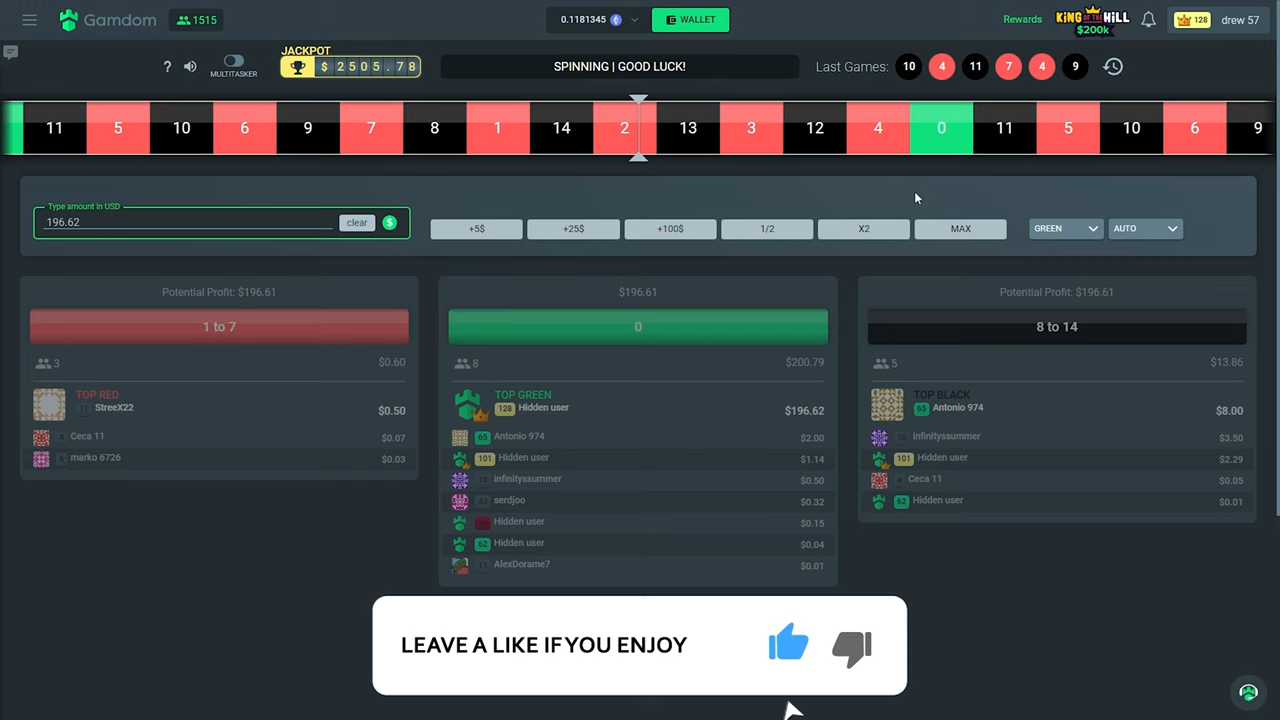 Gamdom
1515
0.1181345
WALLET
Rewards
KING OF THE HILL
$200k
128
drew 57
MULTITASKER
JACKPOT
$ 2505.78
SPINNING | GOOD LUCK!
Last Games:
10 4 11 7 4 9
11 5 10 6 9 7 8 1 14 2 13 3 12 4 0 11 5 10 6 9
Type amount in USD
196.62
clear
$
+5$
+25$
+100$
1/2
X2
MAX
GREEN
AUTO
Potential Profit: $196.61
1 to 7
3
$0.60
TOP RED
11 StreeX22
$0.50
4 Ceca 11
$0.07
marko 6726
$0.03
$196.61
0
8
$200.79
TOP GREEN
128 Hidden user
$196.62
65 Antonio 974
$2.00
101 Hidden user
$1.14
infinityssummer
$0.50
serdjoo
$0.32
Hidden user
$0.15
62 Hidden user
$0.04
11 AlexDorame7
$0.01
Potential Profit: $196.61
8 to 14
5
$13.86
TOP BLACK
65 Antonio 974
$8.00
infinityssummer
$3.50
101 Hidden user
$2.29
4 Ceca 11
$0.05
62 Hidden user
$0.01
LEAVE A LIKE IF YOU ENJOY